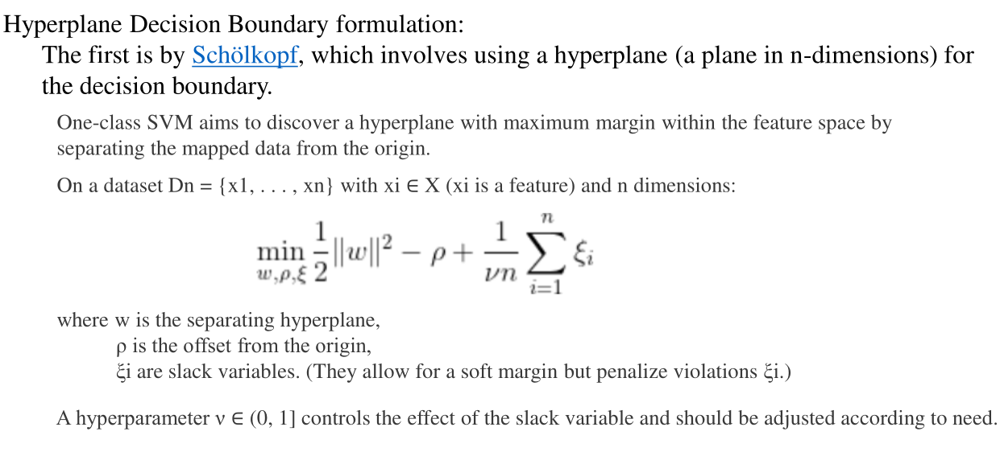 Hyperplane Decision Boundary formulation:
The first is by Schölkopf, which involves using a hyperplane (a plane in n-dimensions) for
the decision boundary.
One-class SVM aims to discover a hyperplane with maximum margin within the feature space by
separating the mapped data from the origin.
On a dataset Dn = {x1, . . . , xn} with xi ∈ X (xi is a feature) and n dimensions:
min_{w,ρ,ξ} \frac{1}{2} ||w||^2 − ρ + \frac{1}{νn} \sum_{i=1}^{n} ξ_i
where w is the separating hyperplane,
ρ is the offset from the origin,
ξi are slack variables. (They allow for a soft margin but penalize violations ξi.)
A hyperparameter ν ∈ (0, 1] controls the effect of the slack variable and should be adjusted according to need.